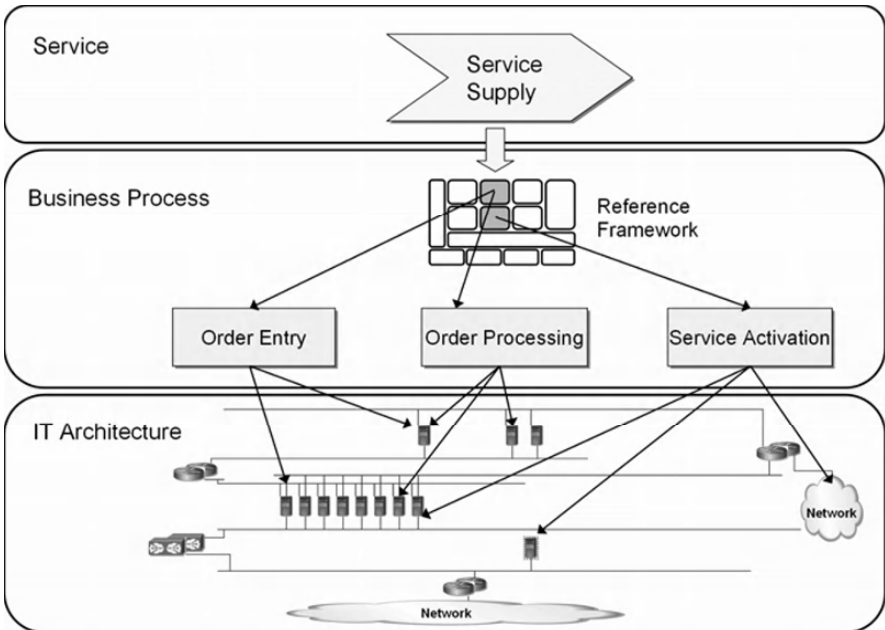 Service
Service
Supply
Business Process
Reference
Framework
Order Entry
Order Processing
Service Activation
IT Architecture
Network
Network